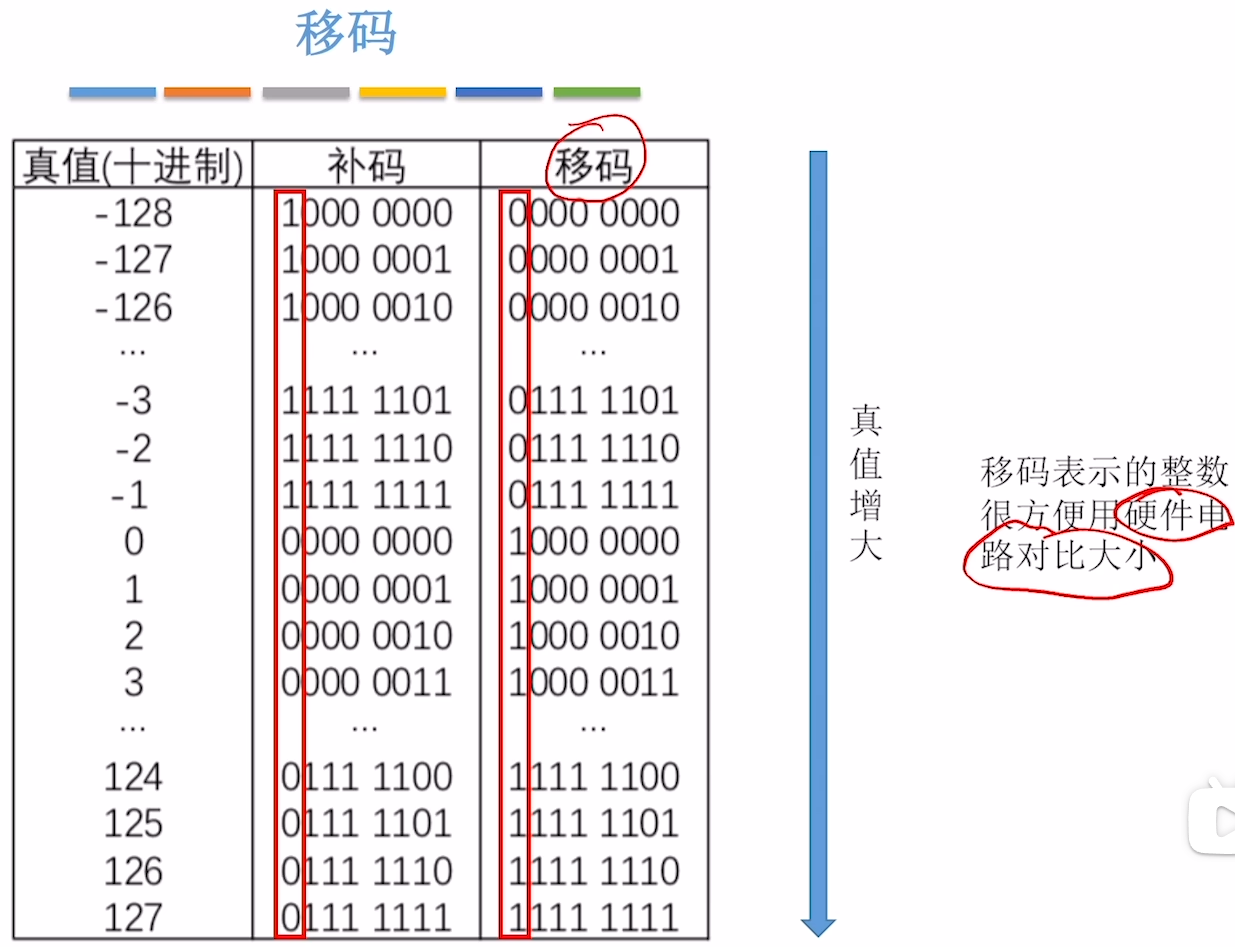 移码
真值(十进制) 补码 移码
-128 1000 0000 0000 0000
-127 1000 0001 0000 0001
-126 1000 0010 0000 0010
... ... ...
-3 1111 1101 0111 1101
-2 1111 1110 0111 1110
-1 1111 1111 0111 1111
0 0000 0000 1000 0000
1 0000 0001 1000 0001
2 0000 0010 1000 0010
3 0000 0011 1000 0011
... ... ...
124 0111 1100 1111 1100
125 0111 1101 1111 1101
126 0111 1110 1111 1110
127 0111 1111 1111 1111
真
值
增
大
移码表示的整数
很方便用硬件电
路对比大小